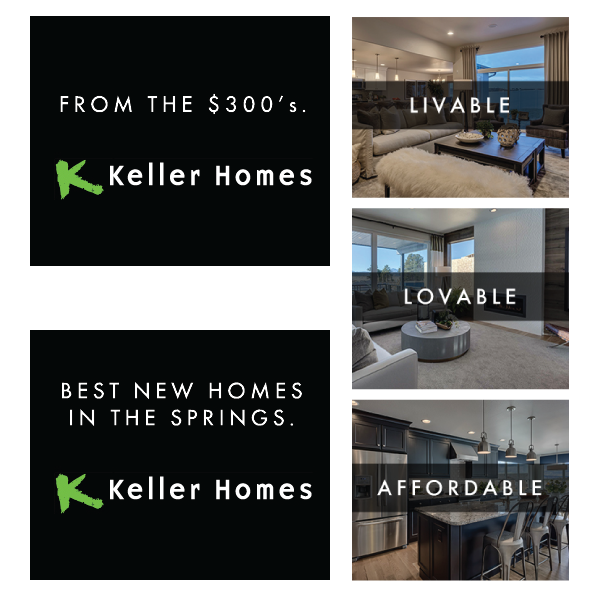 FROM THE $300's.
Keller Homes
BEST NEW HOMES
IN THE SPRINGS.
Keller Homes
LIVABLE
LOVABLE
AFFORDABLE